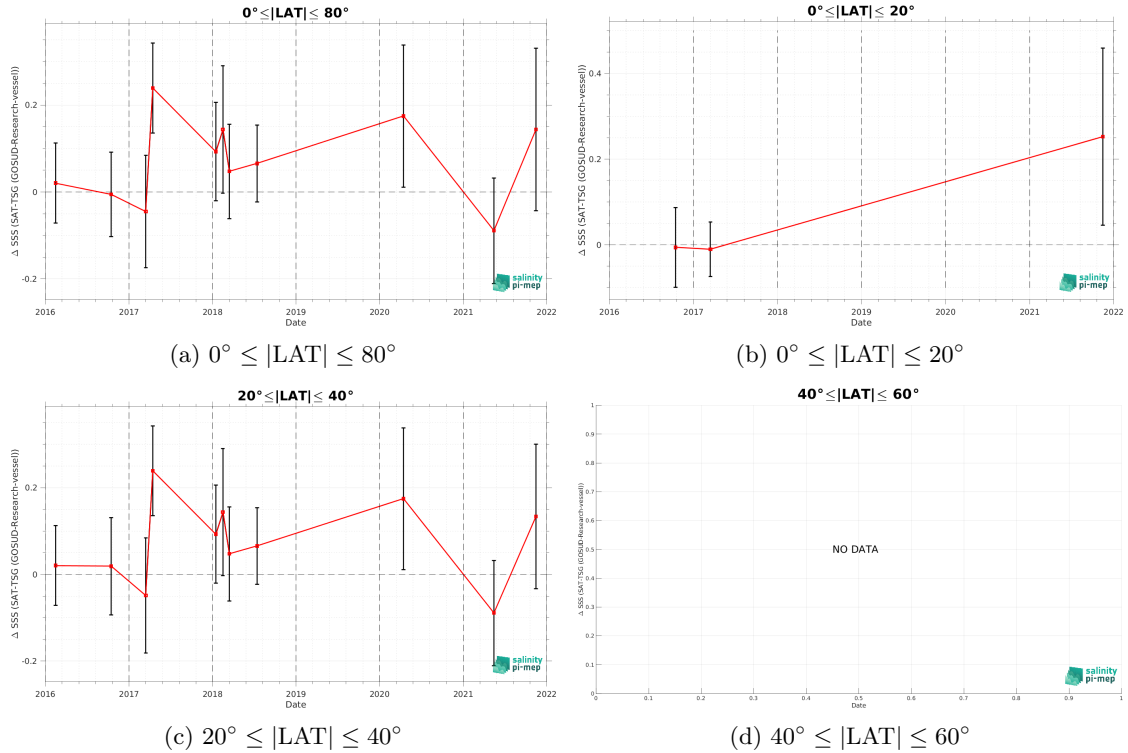 0°≤|LAT|≤ 80°
Δ SSS (SAT-TSG (GOSUD-Research-vessel))
0.2
0
-0.2
2016 2017 2018 2019 2020 2021 2022
Date
salinity
pi-mep
(a) 0° ≤ |LAT| ≤ 80°
0°≤|LAT|≤ 20°
Δ SSS (SAT-TSG (GOSUD-Research-vessel))
0.4
0.2
0
2016 2017 2018 2019 2020 2021 2022
Date
salinity
pi-mep
(b) 0° ≤ |LAT| ≤ 20°
20°≤|LAT|≤ 40°
Δ SSS (SAT-TSG (GOSUD-Research-vessel))
0.2
0
-0.2
2016 2017 2018 2019 2020 2021 2022
Date
salinity
pi-mep
(c) 20° ≤ |LAT| ≤ 40°
40°≤|LAT|≤ 60°
Δ SSS (SAT-TSG (GOSUD-Research-vessel))
1
0.9
0.8
0.7
0.6
0.5
0.4
0.3
0.2
0.1
0
NO DATA
0 0.1 0.2 0.3 0.4 0.5 0.6 0.7 0.8 0.9 1
Date
salinity
pi-mep
(d) 40° ≤ |LAT| ≤ 60°